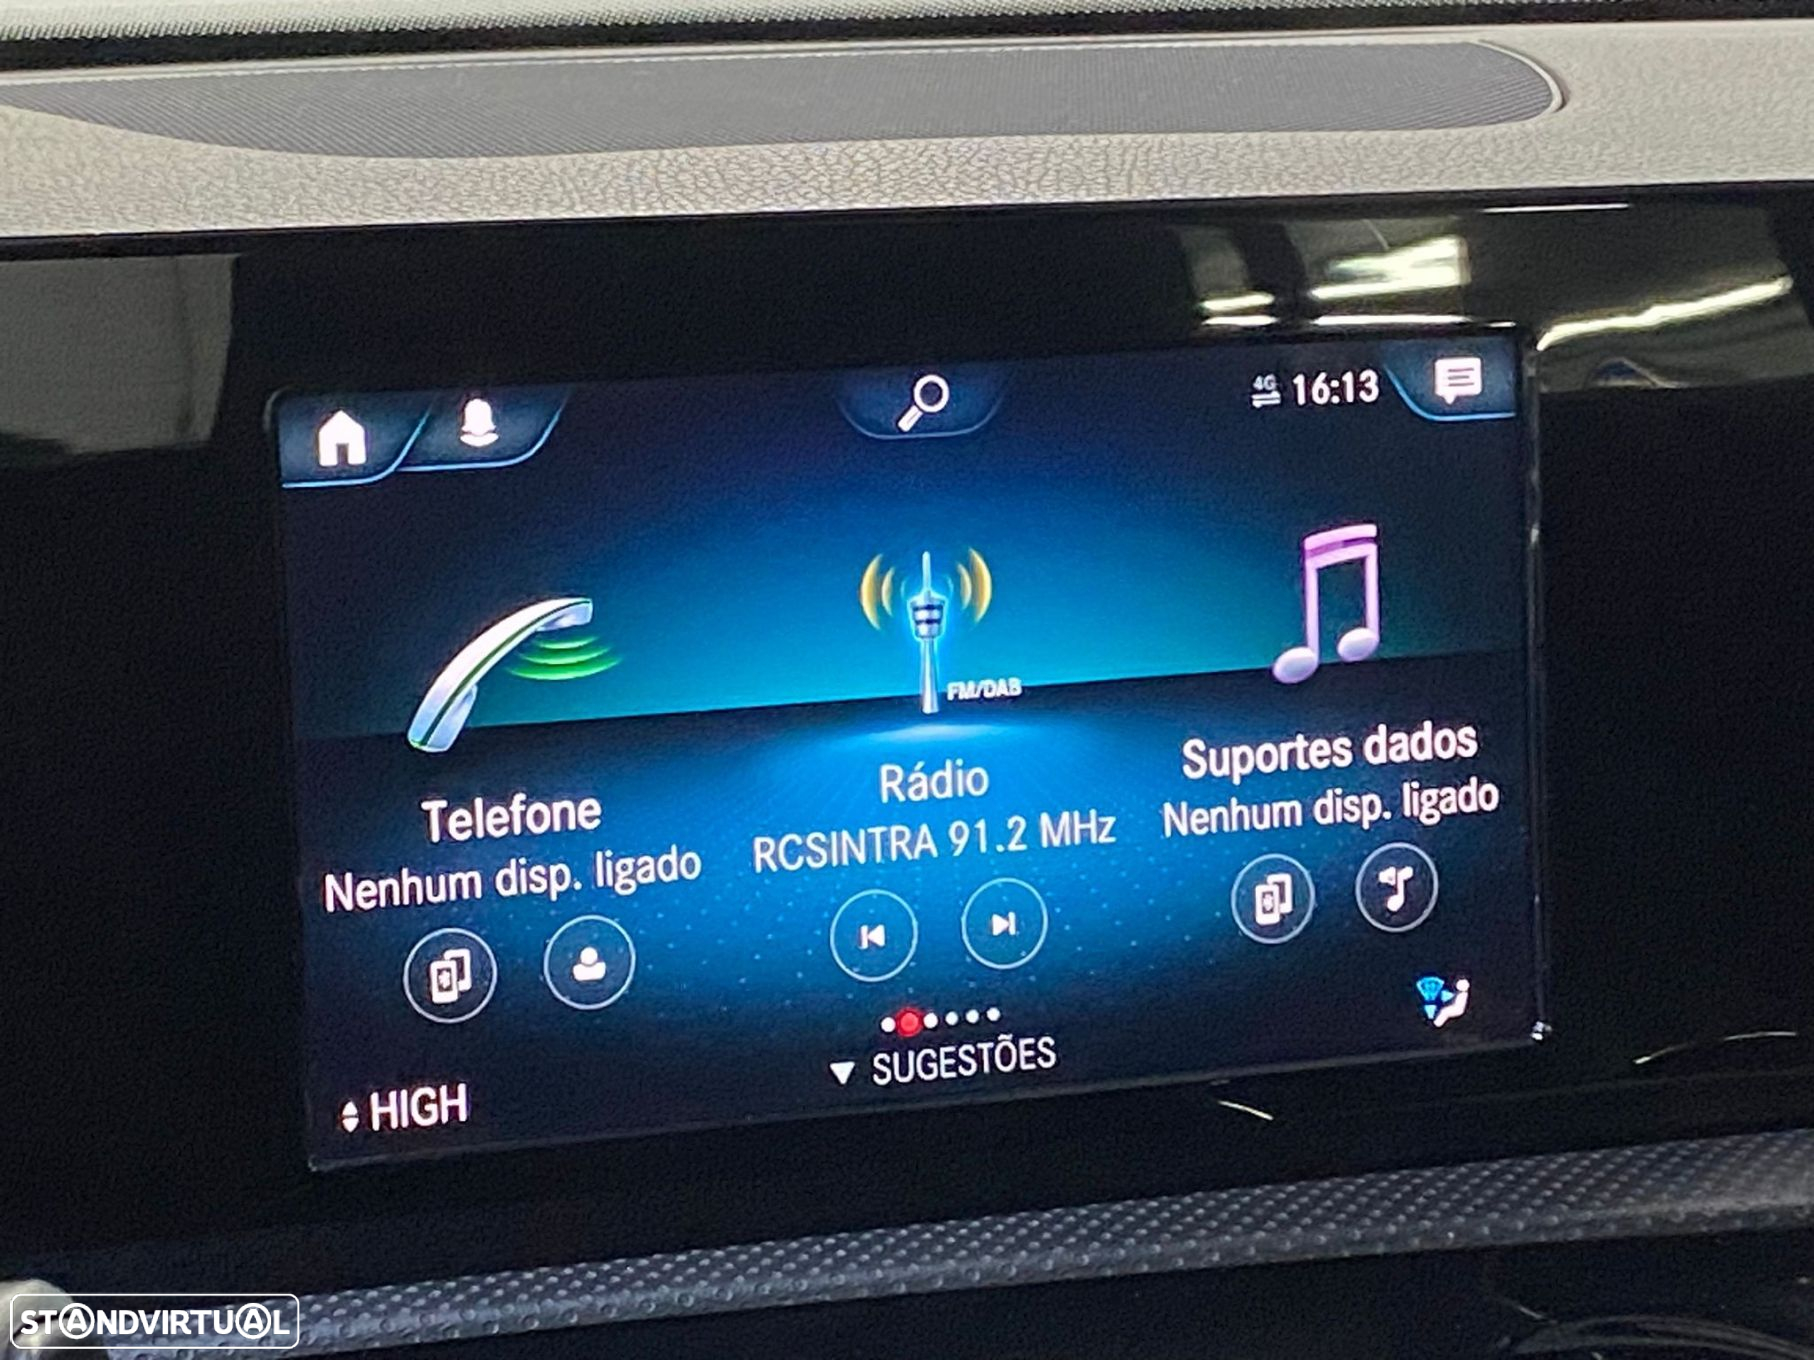 4G 16:13
FM/DAB
Telefone
Nenhum disp. ligado
Rádio
RCSINTRA 91.2 MHz
Suportes dados
Nenhum disp. ligado
SUGESTÕES
HIGH
STANDVIRTUAL